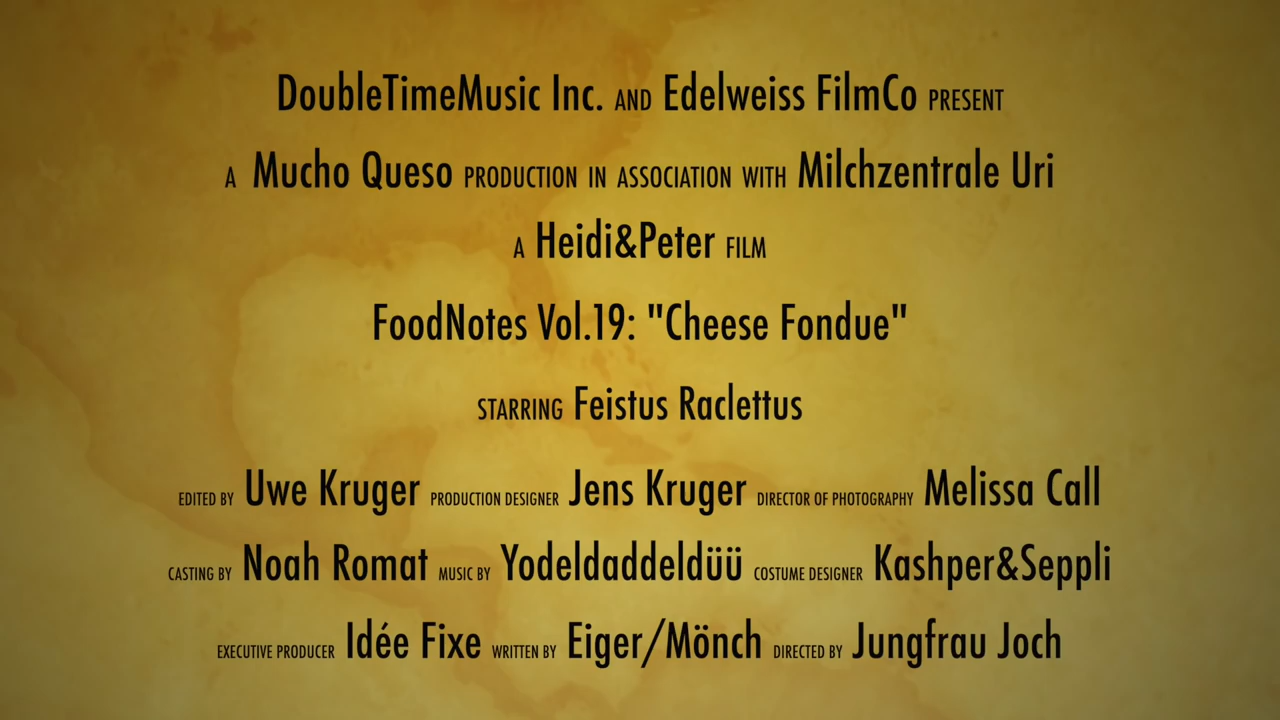 DoubleTimeMusic Inc. AND Edelweiss FilmCo PRESENT
A Mucho Queso PRODUCTION IN ASSOCIATION WITH Milchzentrale Uri
A Heidi&Peter FILM
FoodNotes Vol.19: "Cheese Fondue"
STARRING Feistus Raclettus
EDITED BY Uwe Kruger PRODUCTION DESIGNER Jens Kruger DIRECTOR OF PHOTOGRAPHY Melissa Call
CASTING BY Noah Romat MUSIC BY Yodeldaddeldüü COSTUME DESIGNER Kashper&Seppli
EXECUTIVE PRODUCER Idée Fixe WRITTEN BY Eiger/Mönch DIRECTED BY Jungfrau Joch